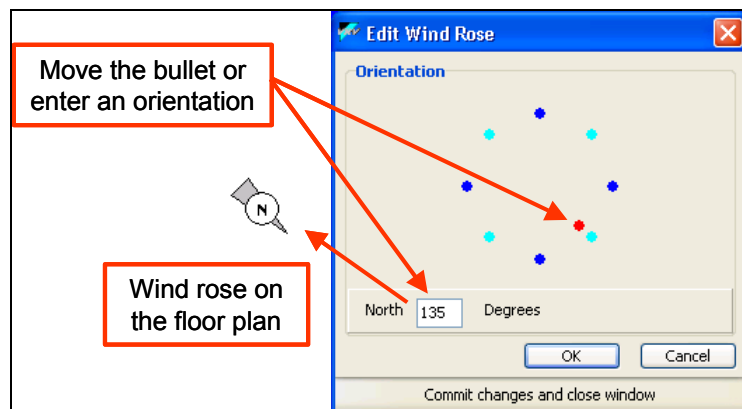 Edit Wind Rose
Move the bullet or
enter an orientation
Orientation
N
Wind rose on
the floor plan
North 135 Degrees
OK Cancel
Commit changes and close window